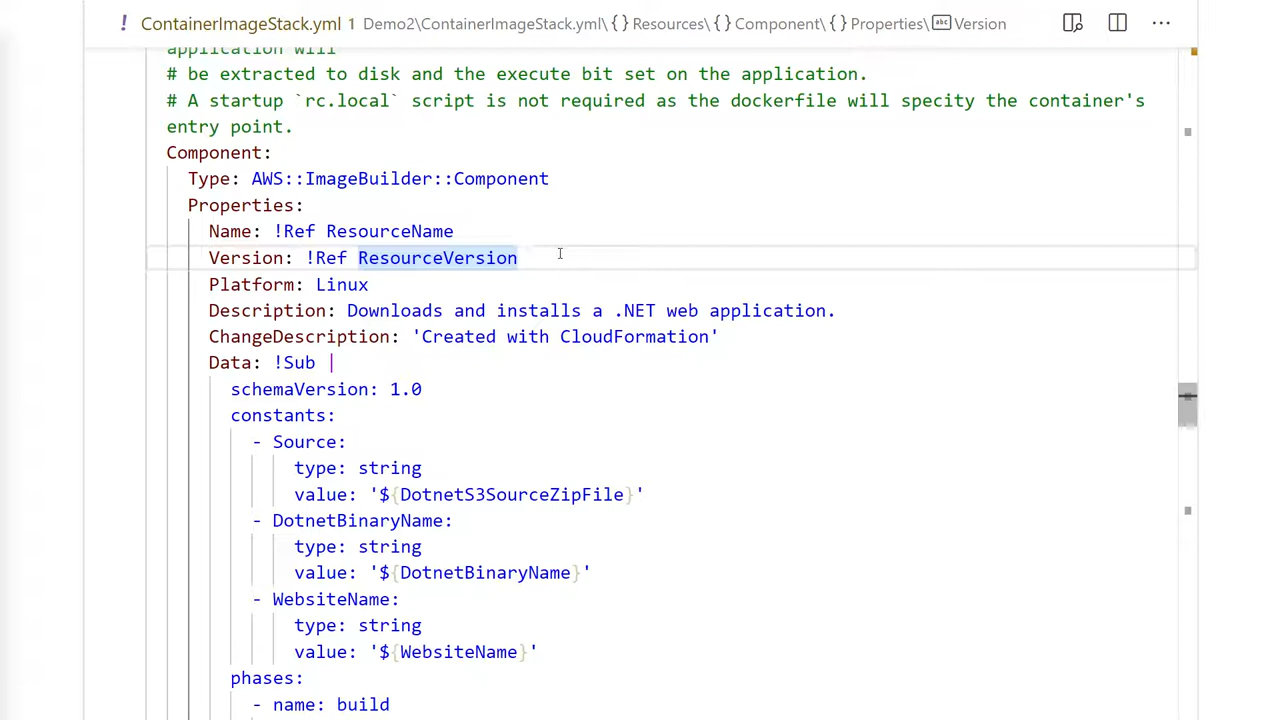 ! ContainerImageStack.yml 1 Demo2\ContainerImageStack.yml\ {} Resources\ {} Component\ {} Properties\ abc Version ...
application will
# be extracted to disk and the execute bit set on the application.
# A startup `rc.local` script is not required as the dockerfile will specify the container's
entry point.
Component:
Type: AWS::ImageBuilder::Component
Properties:
Name: !Ref ResourceName
Version: !Ref ResourceVersion
Platform: Linux
Description: Downloads and installs a .NET web application.
ChangeDescription: 'Created with CloudFormation'
Data: !Sub |
schemaVersion: 1.0
constants:
- Source:
type: string
value: '${DotnetS3SourceZipFile}'
- DotnetBinaryName:
type: string
value: '${DotnetBinaryName}'
- WebsiteName:
type: string
value: '${WebsiteName}'
phases:
- name: build